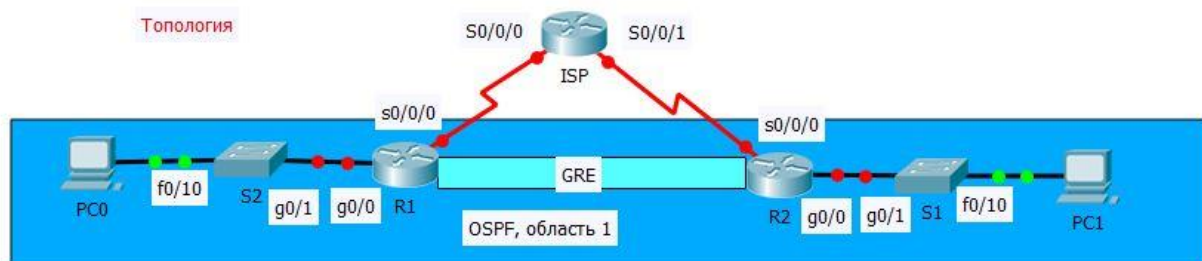 Топология
S0/0/0
S0/0/1
ISP
s0/0/0
s0/0/0
PC0
f0/10
S2
g0/1
g0/0
R1
GRE
OSPF, область 1
R2
g0/0
g0/1
S1
f0/10
PC1